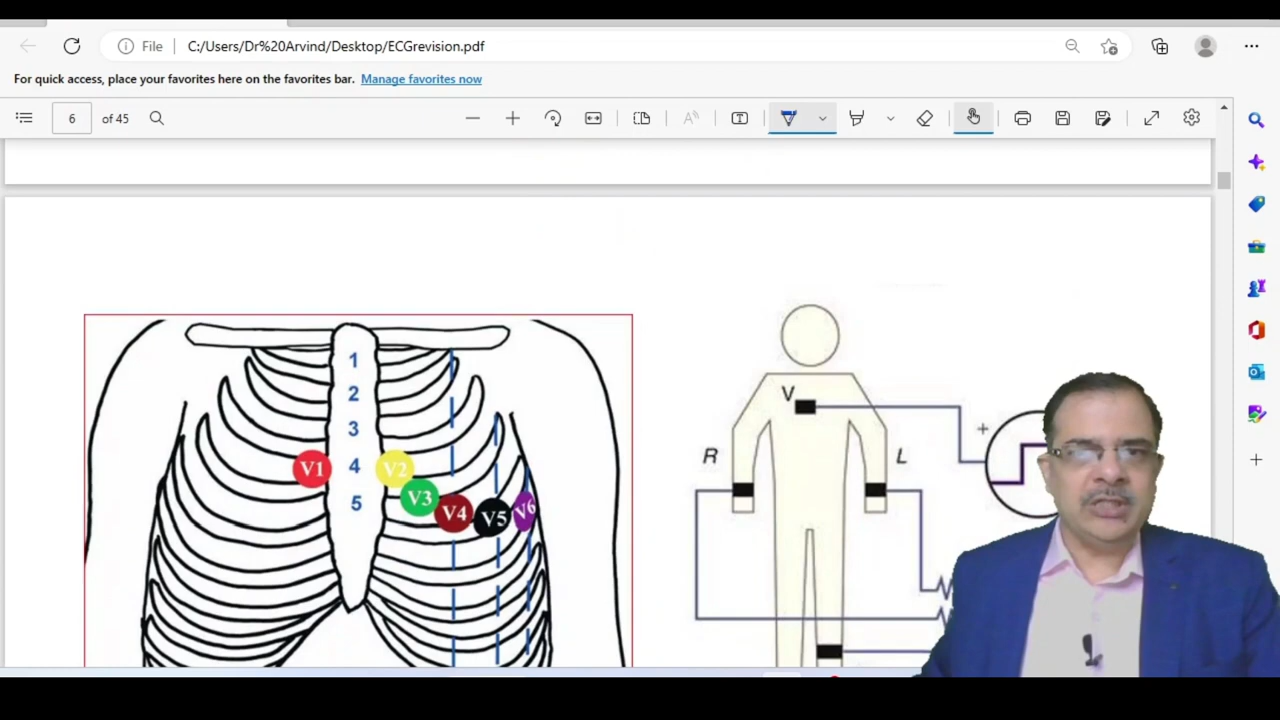 File C:/Users/Dr%20Arvind/Desktop/ECGrevision.pdf
For quick access, place your favorites here on the favorites bar. Manage favorites now
6 of 45
1
2
3
V1 4 V2
5 V3 V4 V5 V6
V
+
R L